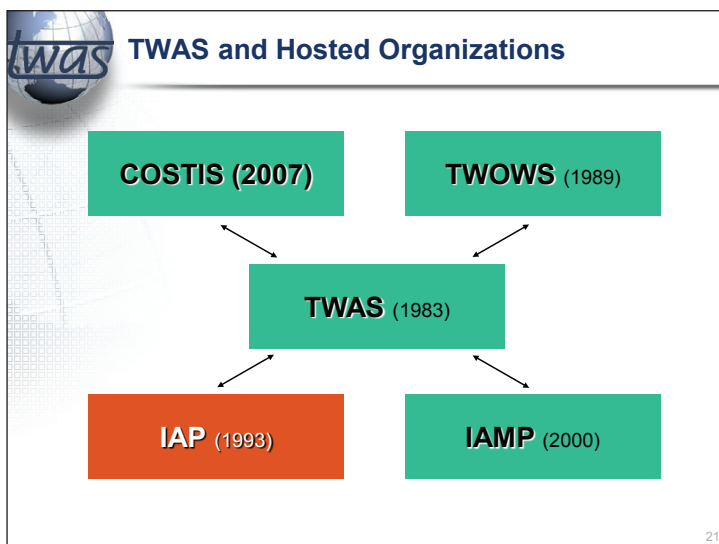 twas
TWAS and Hosted Organizations
COSTIS (2007)
TWOWS (1989)
TWAS (1983)
IAP (1993)
IAMP (2000)
21